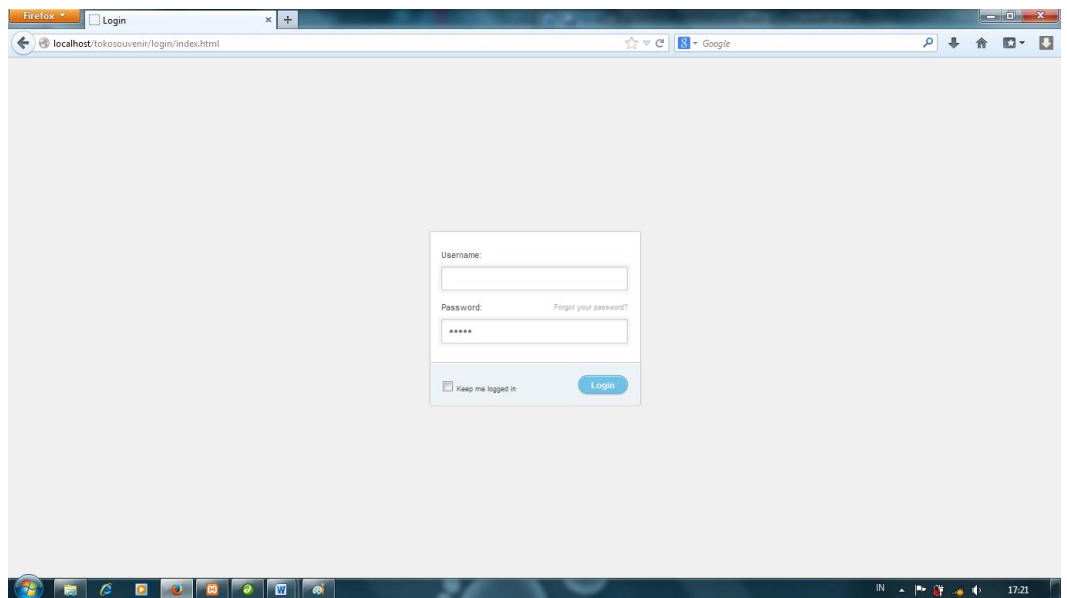 Firefox
Login
localhost/tokosouvenir/login/index.html
Google
Username:
Password:
Forgot your password?
Keep me logged in
Login
IN
17:21